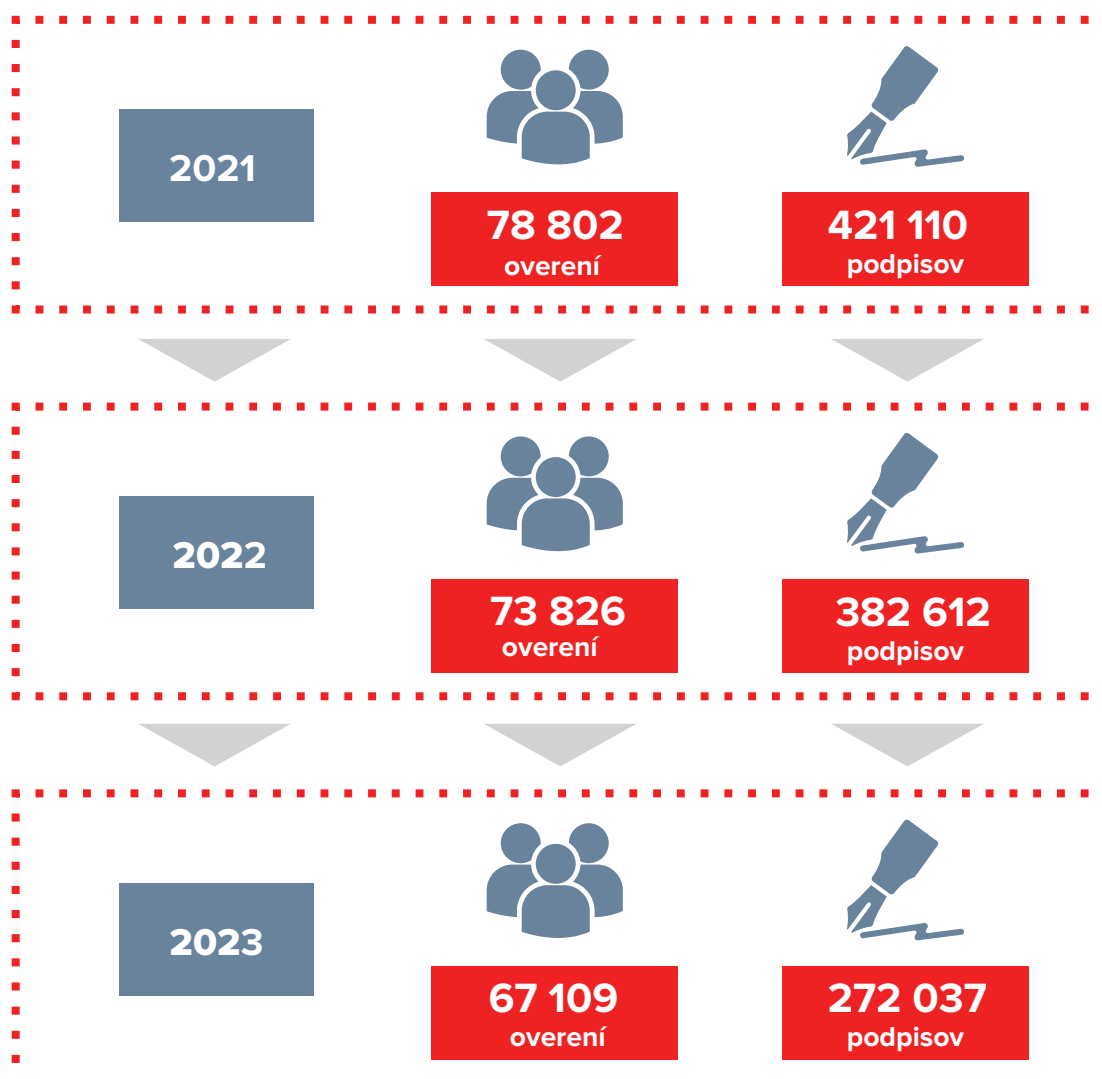 2021
78 802
overení
421 110
podpisov
2022
73 826
overení
382 612
podpisov
2023
67 109
overení
272 037
podpisov